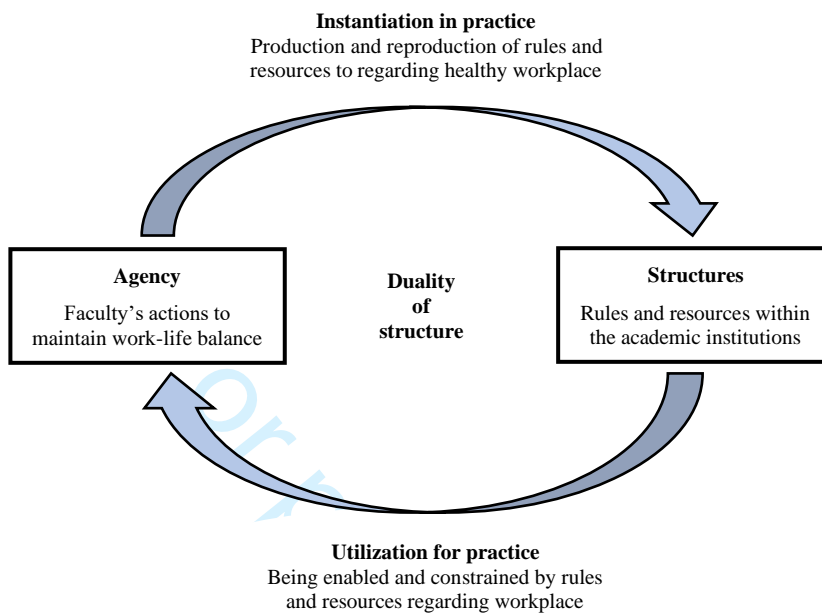 Instantiation in practice
Production and reproduction of rules and
resources to regarding healthy workplace
Agency
Faculty’s actions to
maintain work-life balance
Duality
of
structure
Structures
Rules and resources within
the academic institutions
or
Utilization for practice
Being enabled and constrained by rules
and resources regarding workplace